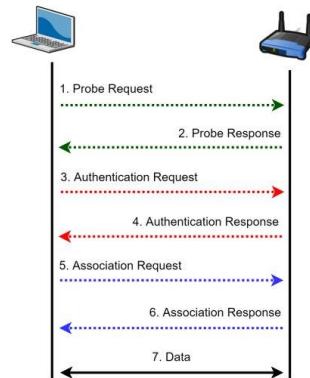 1. Probe Request
2. Probe Response
3. Authentication Request
4. Authentication Response
5. Association Request
6. Association Response
7. Data